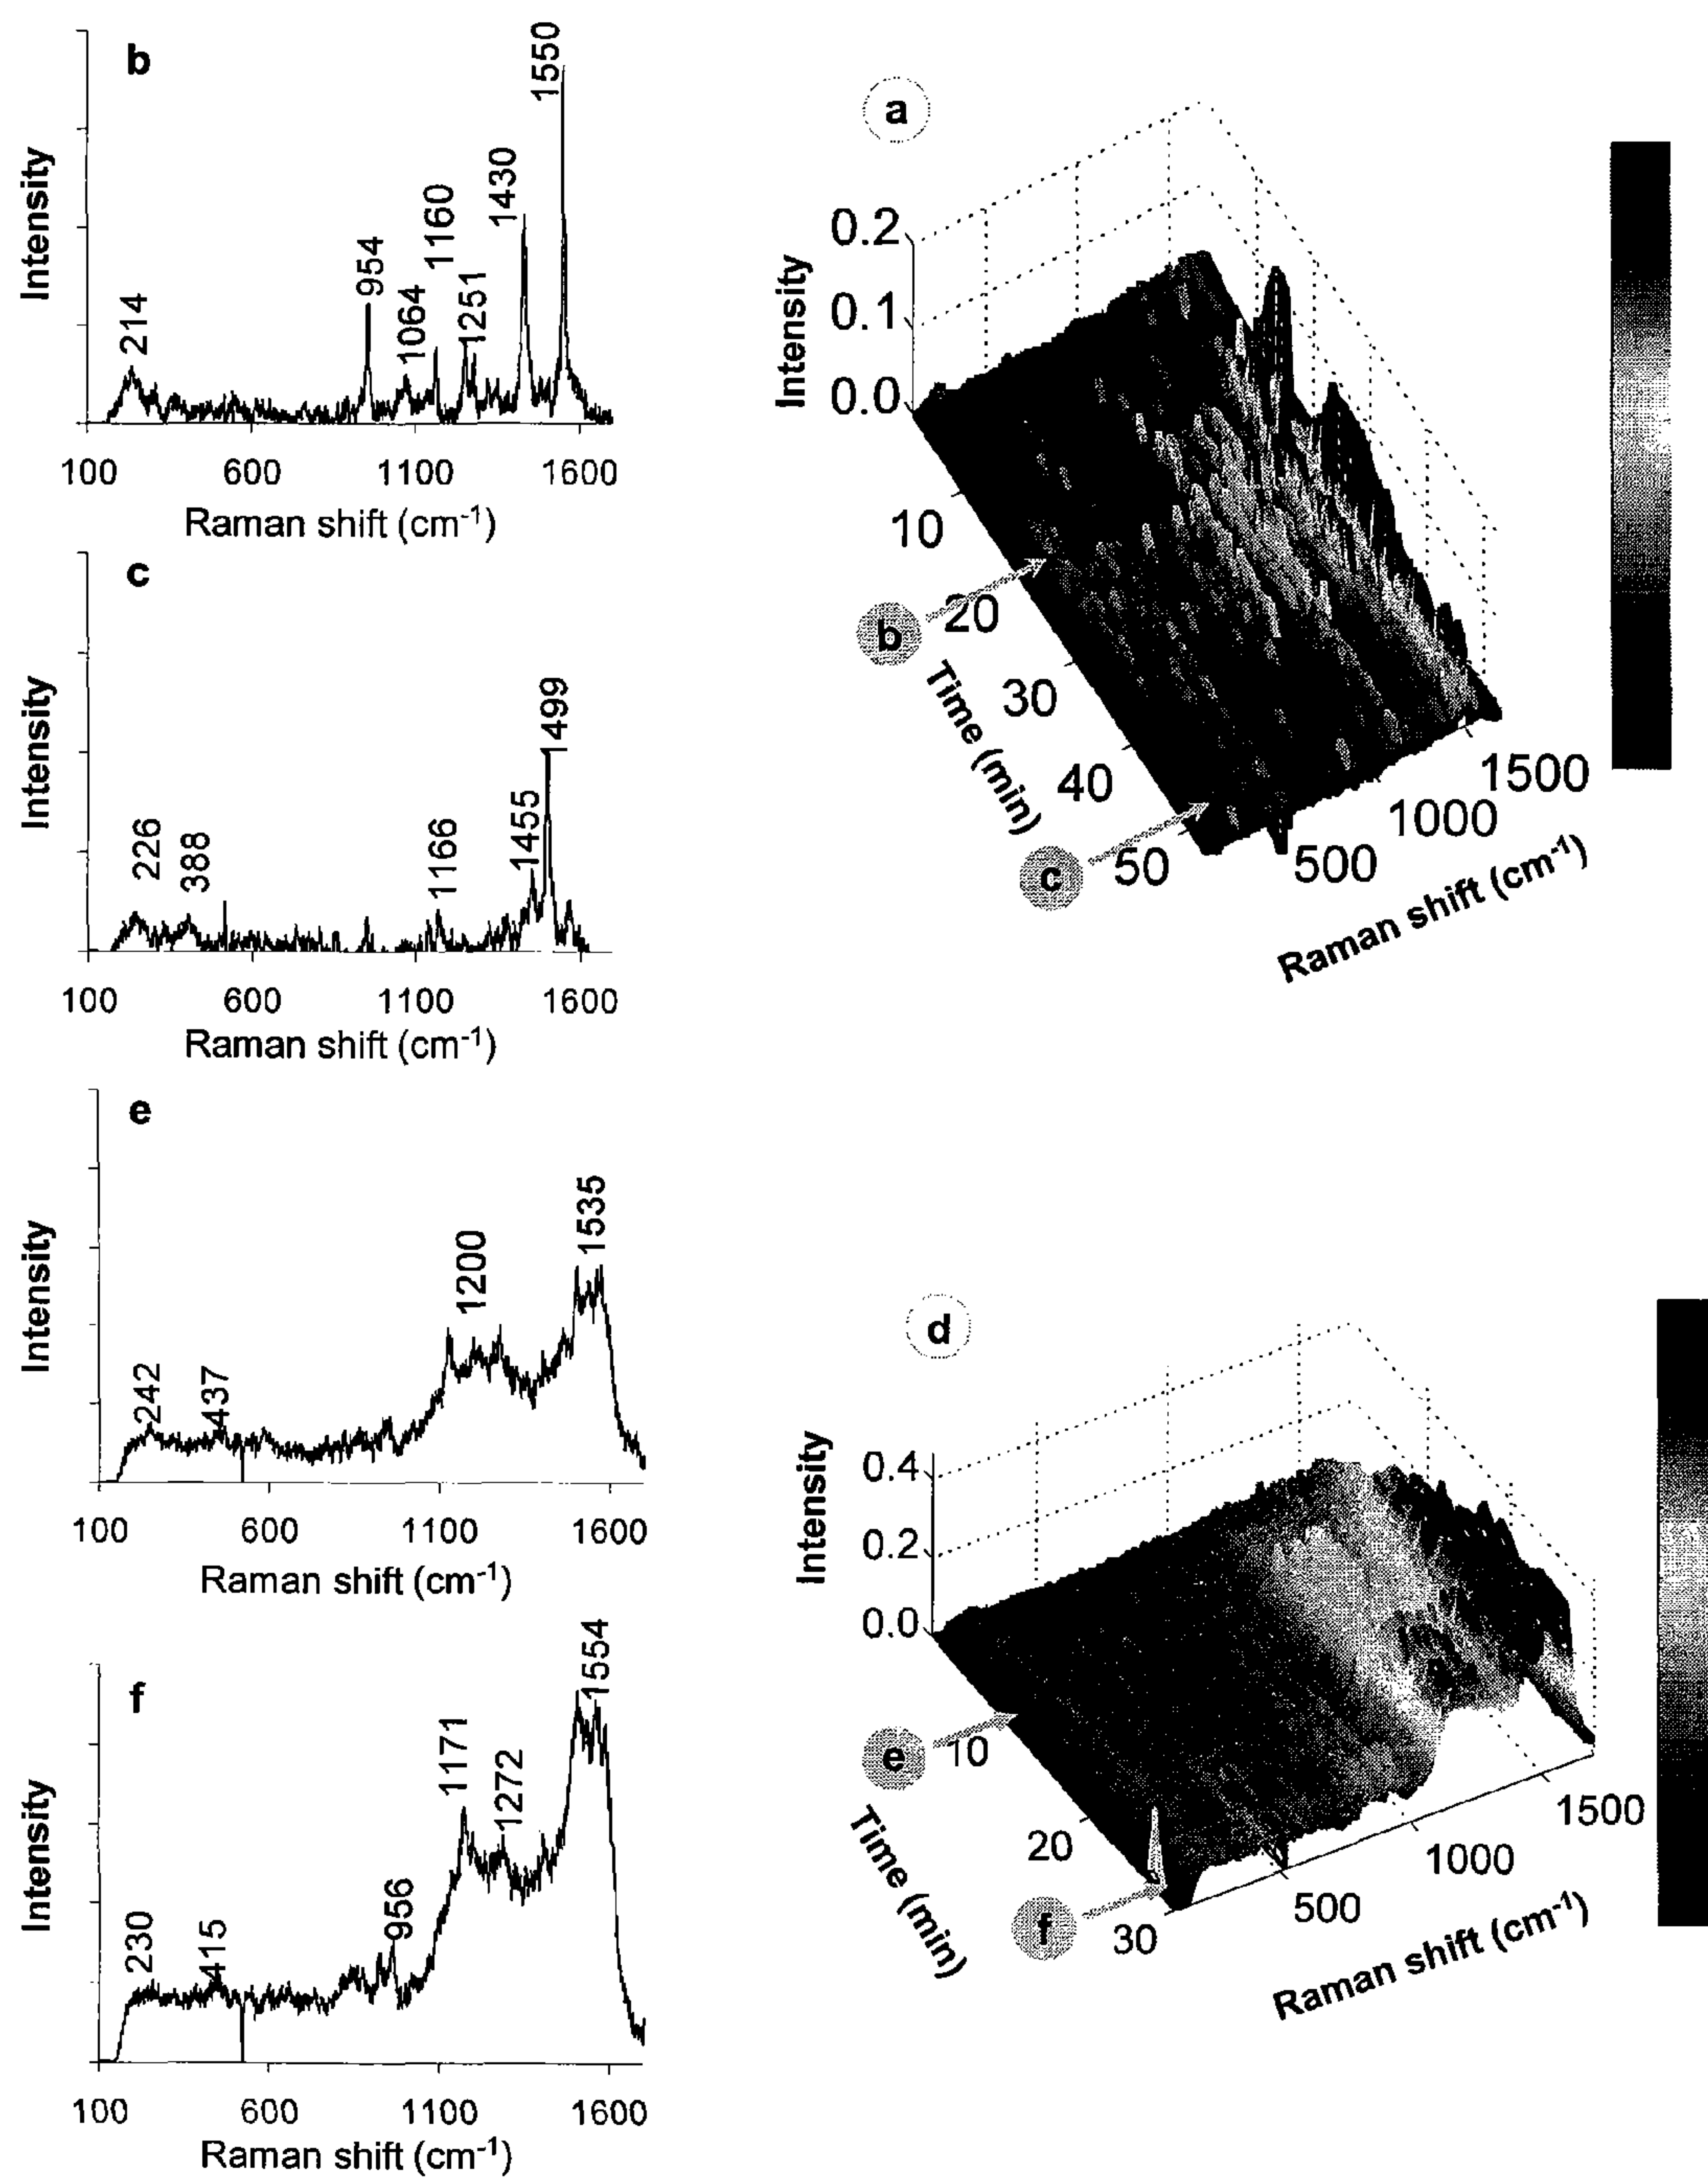 b
Intensity
214
954
1064
1160
1251
1430
1550
100 600 1100 1600
Raman shift (cm-1)
c
Intensity
226
388
1166
1455
1499
100 600 1100 1600
Raman shift (cm-1)
e
Intensity
242
437
1200
1535
100 600 1100 1600
Raman shift (cm-1)
f
Intensity
230
415
956
1171
1272
1554
100 600 1100 1600
Raman shift (cm-1)
a
Intensity
0.2
0.1
0.0
10
20
30
40
50
Time (min)
b
c
500
1000
1500
Raman shift (cm-1)
d
Intensity
0.4
0.2
0.0
10
20
30
Time (min)
e
f
500
1000
1500
Raman shift (cm-1)